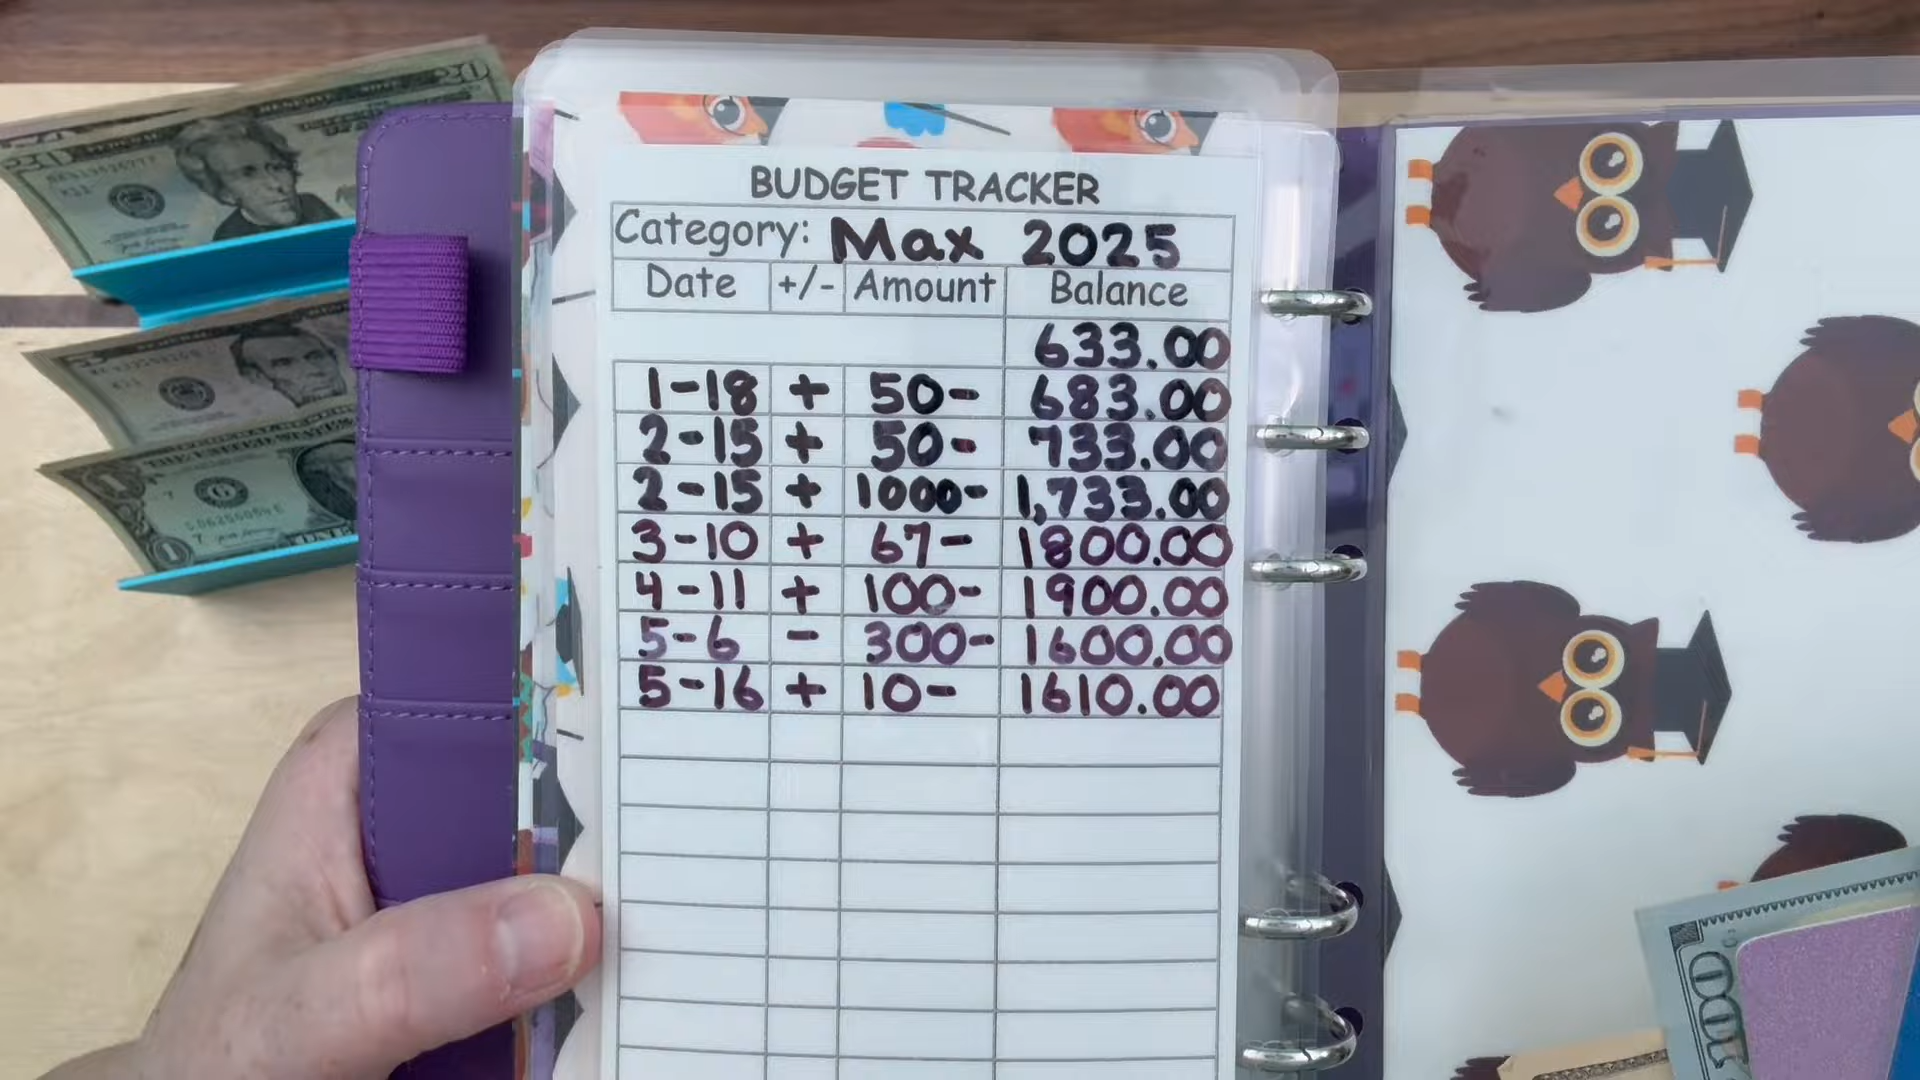 BUDGET TRACKER
Category: Max 2025
Date +/- Amount Balance
633.00
1-18 + 50- 683.00
2-15 + 50- 733.00
2-15 + 1000- 1,733.00
3-10 + 67- 1800.00
4-11 + 100- 1900.00
5-6 - 300- 1600.00
5-16 + 10- 1610.00
100